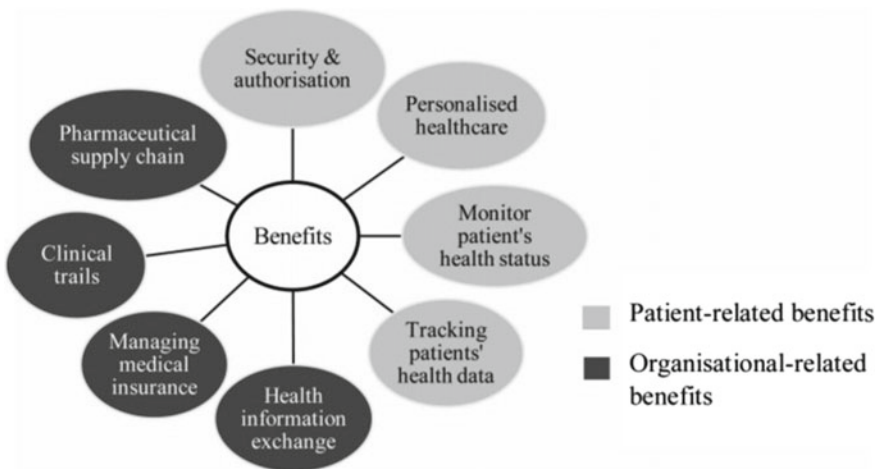 Security &
authorisation
Personalised
healthcare
Pharmaceutical
supply chain
Monitor
patient's
health status
Benefits
Clinical
trails
Patient-related benefits
Tracking
patients'
health data
Managing
medical
insurance
Organisational-related
benefits
Health
information
exchange